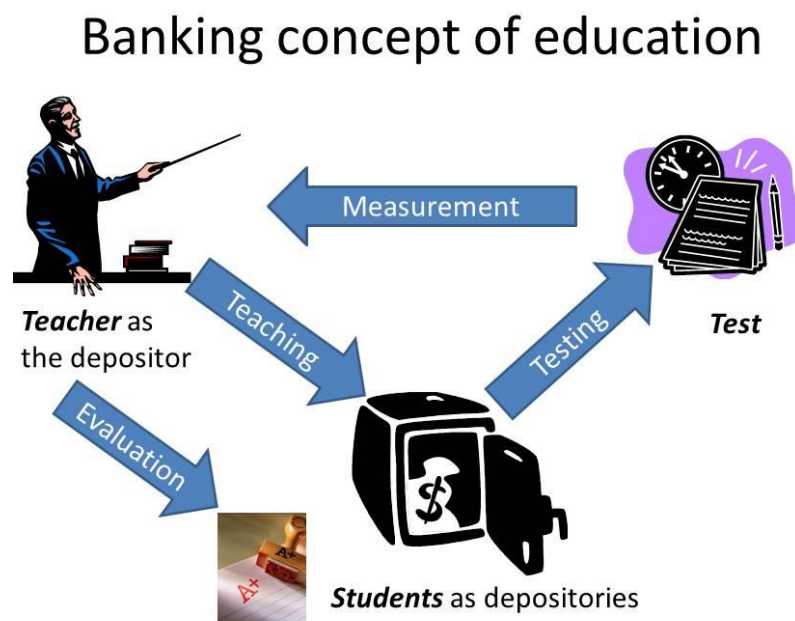 Banking concept of education
Measurement
Teaching
Testing
Teacher as
the depositor
Test
Evaluation
A+
A+
Students as depositories